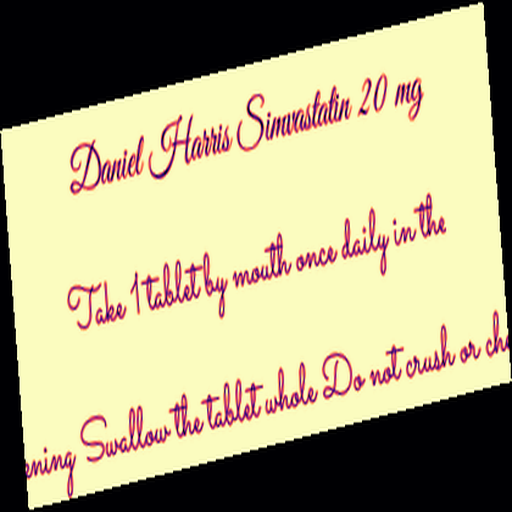 Daniel Harris Simvastatin 20 mg
Take 1 tablet by mouth once daily in the
Swallow the tablet whole Do not crush or